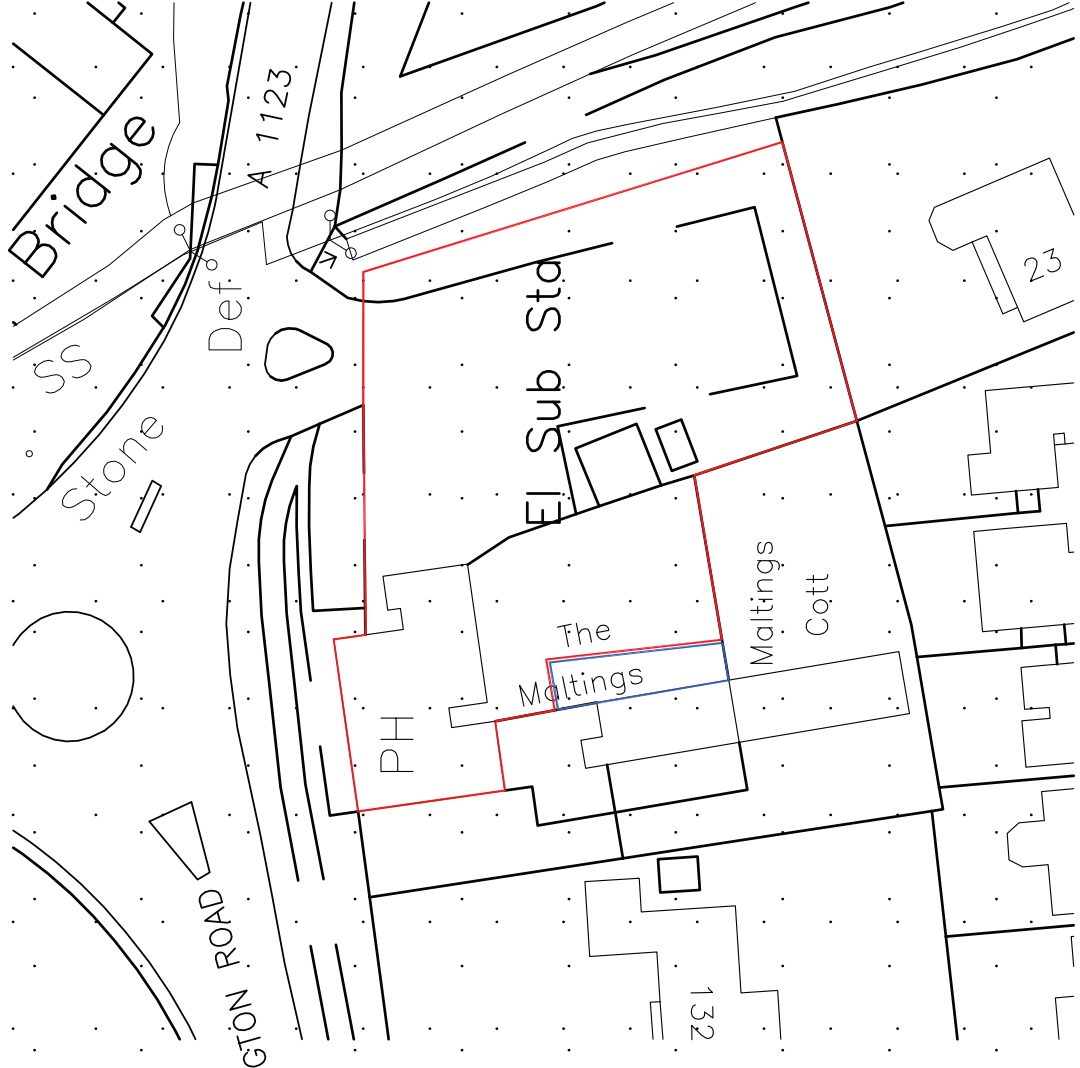 Bridge
A 1123
Def
SS
Stone
El Sub Sta
23
The
Maltings
Maltings
Cott
PH
GTON ROAD
132